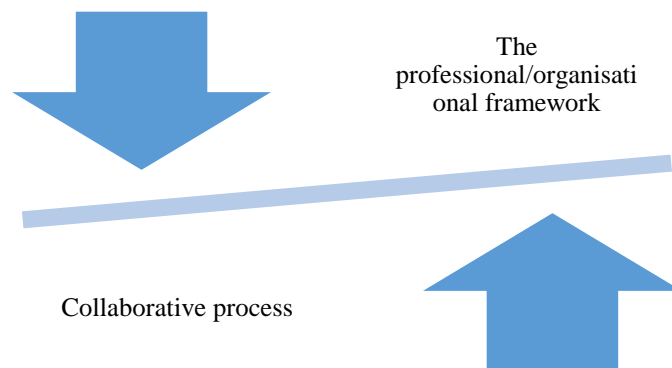 The
professional/organisati
onal framework
Collaborative process